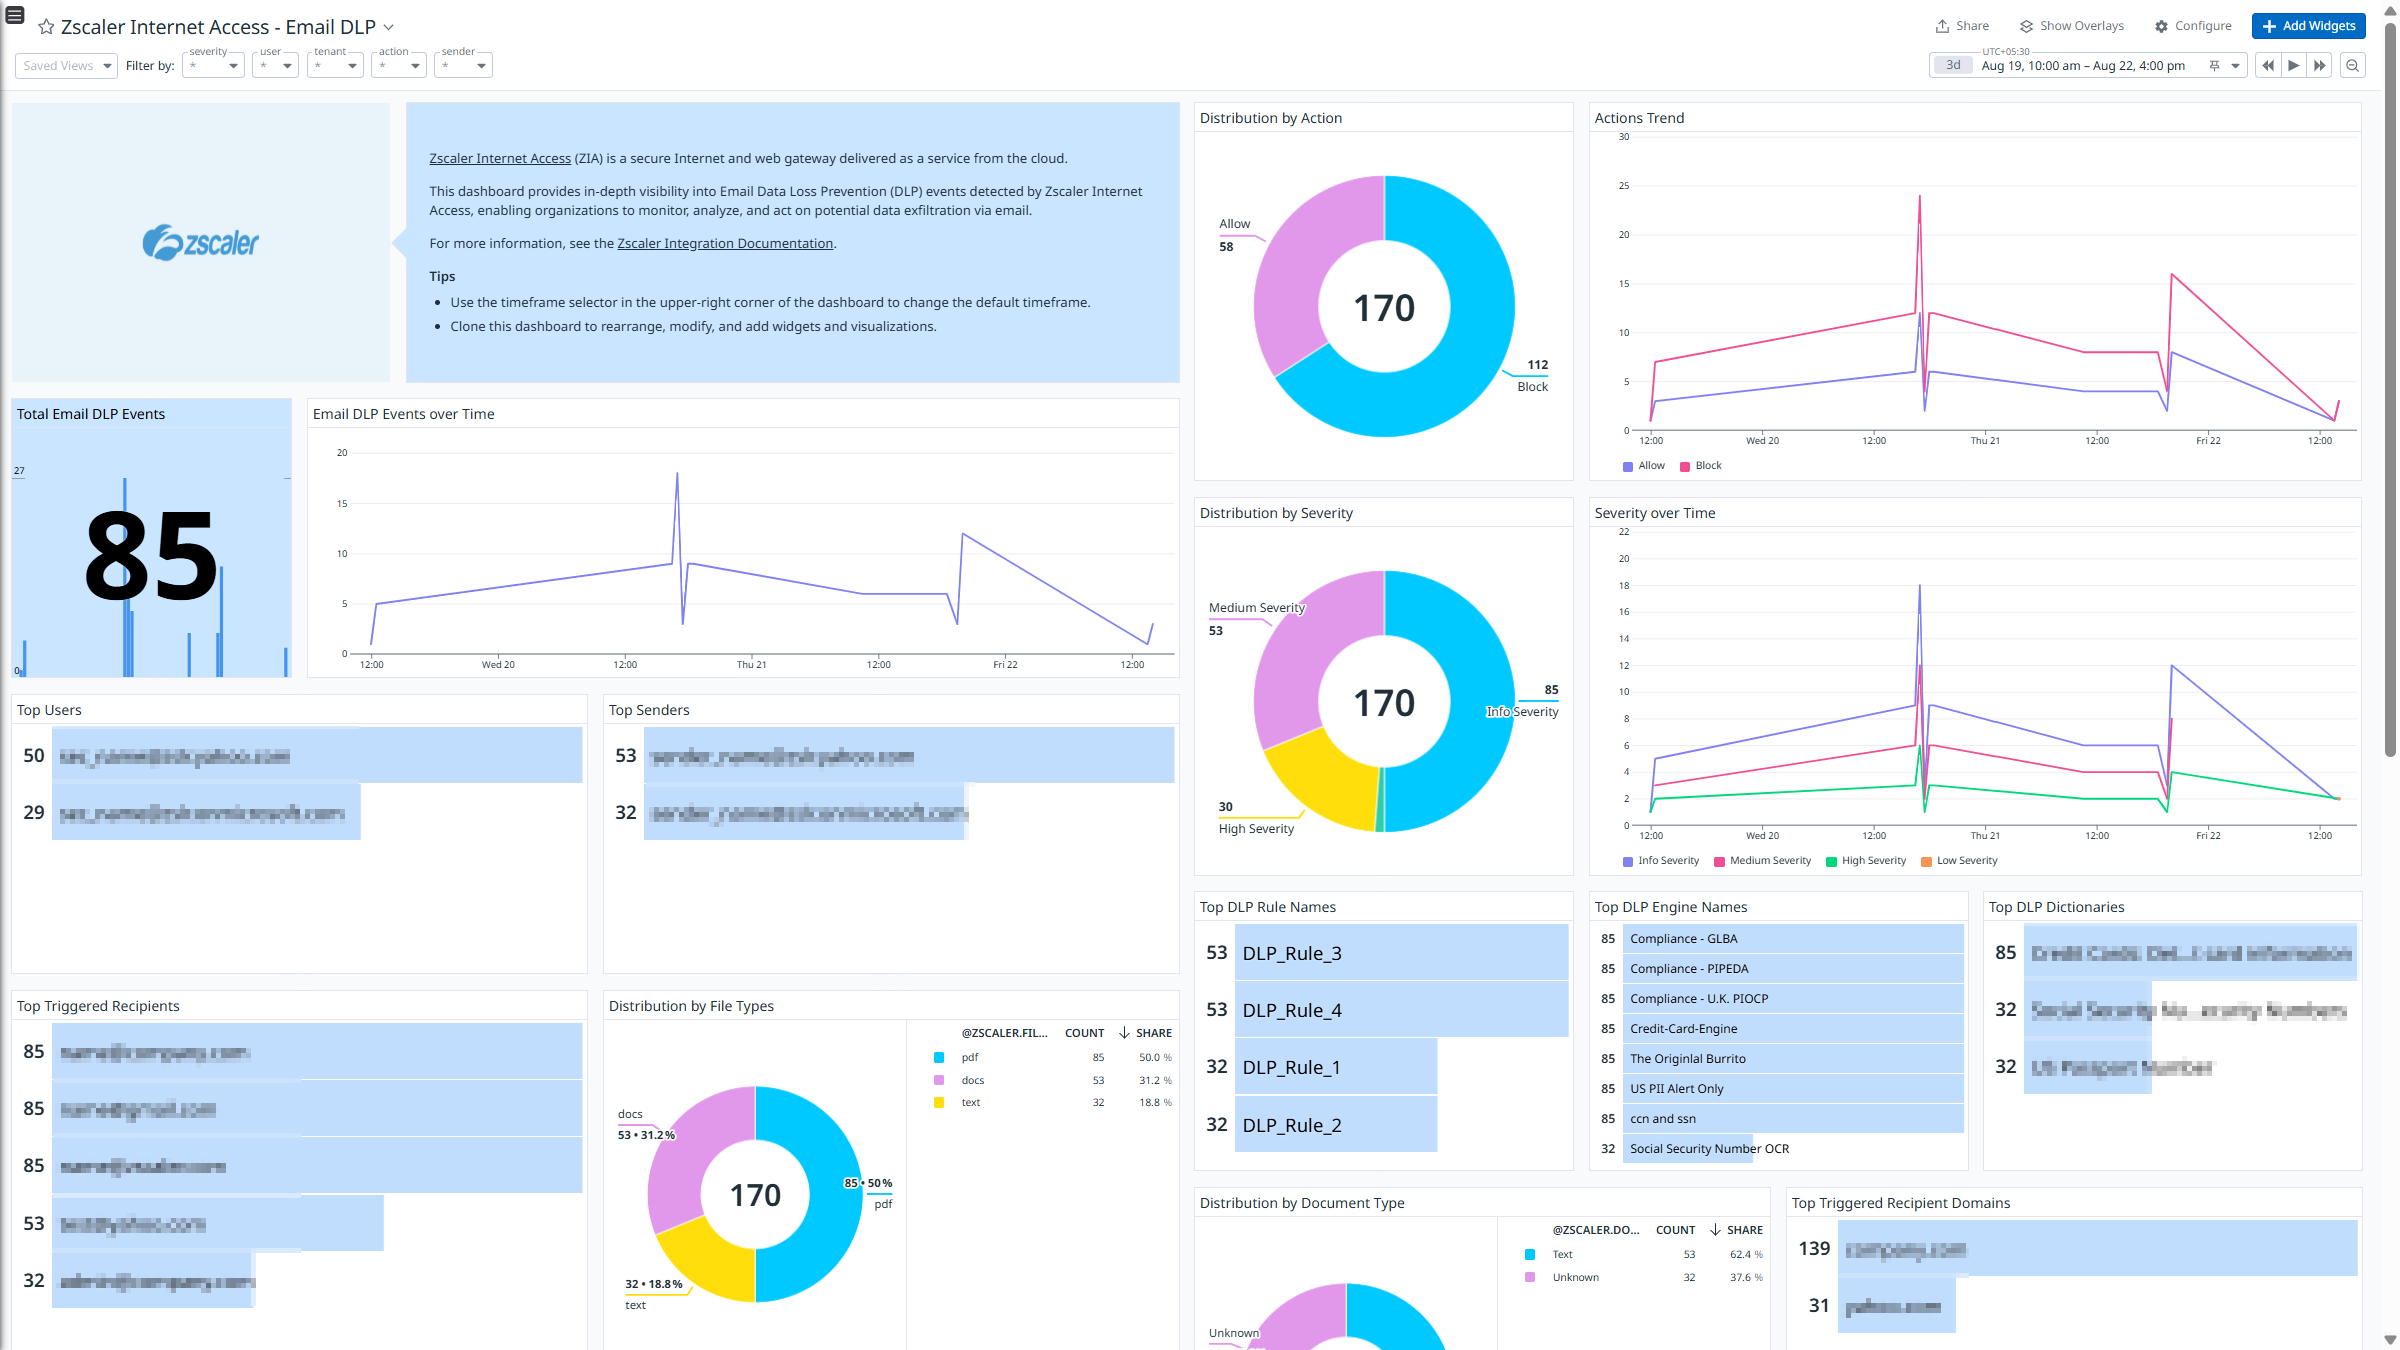 Zscaler Internet Access - Email DLP
Share
Show Overlays
Configure
Add Widgets
Saved Views
Filter by:
severity
*
user
*
tenant
*
action
*
sender
*
UTC+05:30
3d
Aug 19, 10:00 am – Aug 22, 4:00 pm
zscaler
Zscaler Internet Access (ZIA) is a secure Internet and web gateway delivered as a service from the cloud.
This dashboard provides in-depth visibility into Email Data Loss Prevention (DLP) events detected by Zscaler Internet
Access, enabling organizations to monitor, analyze, and act on potential data exfiltration via email.
For more information, see the Zscaler Integration Documentation.
Tips
• Use the timeframe selector in the upper-right corner of the dashboard to change the default timeframe.
• Clone this dashboard to rearrange, modify, and add widgets and visualizations.
Distribution by Action
Allow
58
170
112
Block
Actions Trend
30
25
20
15
10
5
0
12:00 Wed 20 12:00 Thu 21 12:00 Fri 22 12:00
Allow Block
Total Email DLP Events
27
85
0
Email DLP Events over Time
20
15
10
5
0
12:00 Wed 20 12:00 Thu 21 12:00 Fri 22 12:00
Distribution by Severity
Medium Severity
53
170
85
Info Severity
30
High Severity
Severity over Time
22
20
18
16
14
12
10
8
6
4
2
0
12:00 Wed 20 12:00 Thu 21 12:00 Fri 22 12:00
Info Severity Medium Severity High Severity Low Severity
Top Users
50
29
Top Senders
53
32
Top DLP Rule Names
53 DLP_Rule_3
53 DLP_Rule_4
32 DLP_Rule_1
32 DLP_Rule_2
Top DLP Engine Names
85 Compliance - GLBA
85 Compliance - PIPEDA
85 Compliance - U.K. PIOCP
85 Credit-Card-Engine
85 The Originlal Burrito
85 US PII Alert Only
85 ccn and ssn
32 Social Security Number OCR
Top DLP Dictionaries
85
32
32
Top Triggered Recipients
85
85
85
53
32
Distribution by File Types
docs
53 • 31.2%
170
85 • 50%
pdf
32 • 18.8%
text
@ZSCALER.FIL... COUNT SHARE
pdf 85 50.0 %
docs 53 31.2 %
text 32 18.8 %
Distribution by Document Type
Unknown
@ZSCALER.DO... COUNT SHARE
Text 53 62.4 %
Unknown 32 37.6 %
Top Triggered Recipient Domains
139
31